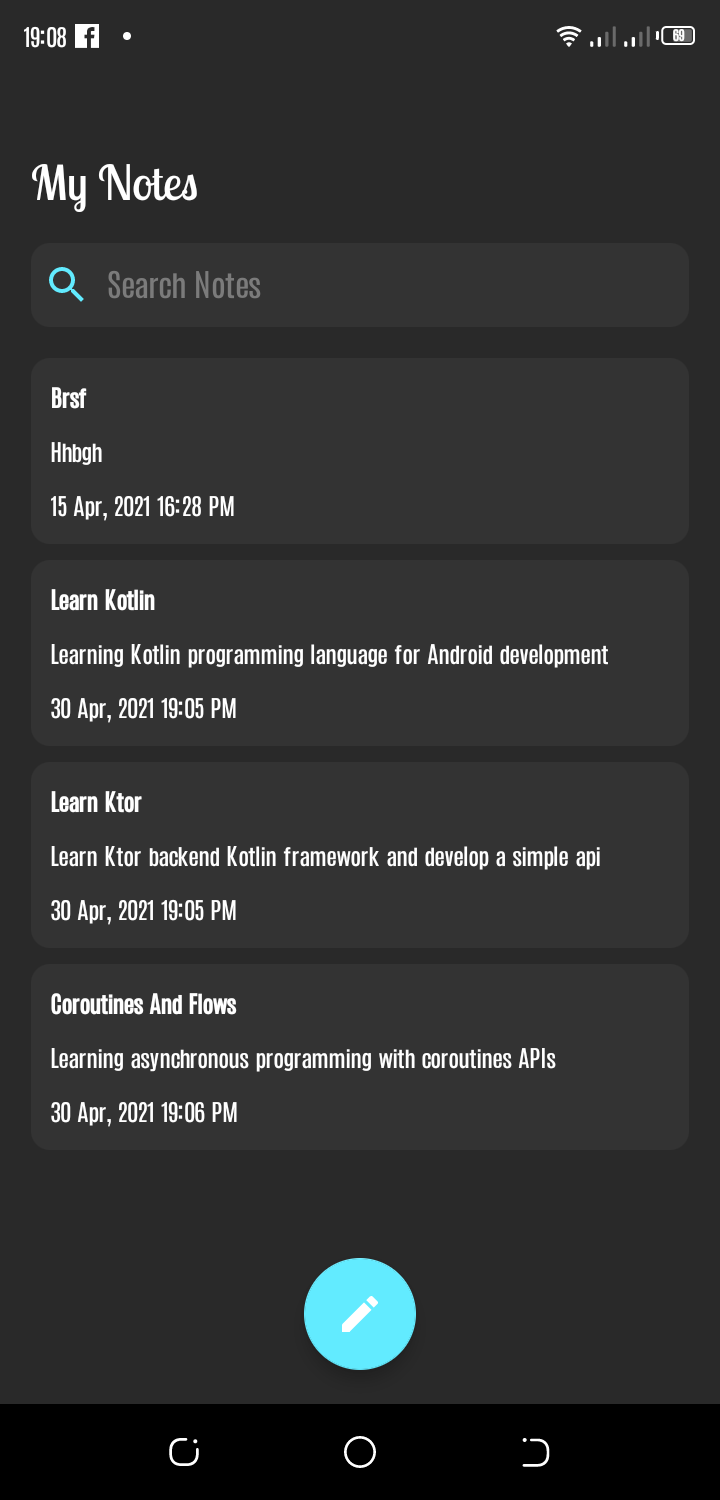 19:08
69
My Notes
Search Notes
Brsf
Hhbgh
15 Apr, 2021 16:28 PM
Learn Kotlin
Learning Kotlin programming language for Android development
30 Apr, 2021 19:05 PM
Learn Ktor
Learn Ktor backend Kotlin framework and develop a simple api
30 Apr, 2021 19:05 PM
Coroutines And Flows
Learning asynchronous programming with coroutines APIs
30 Apr, 2021 19:06 PM